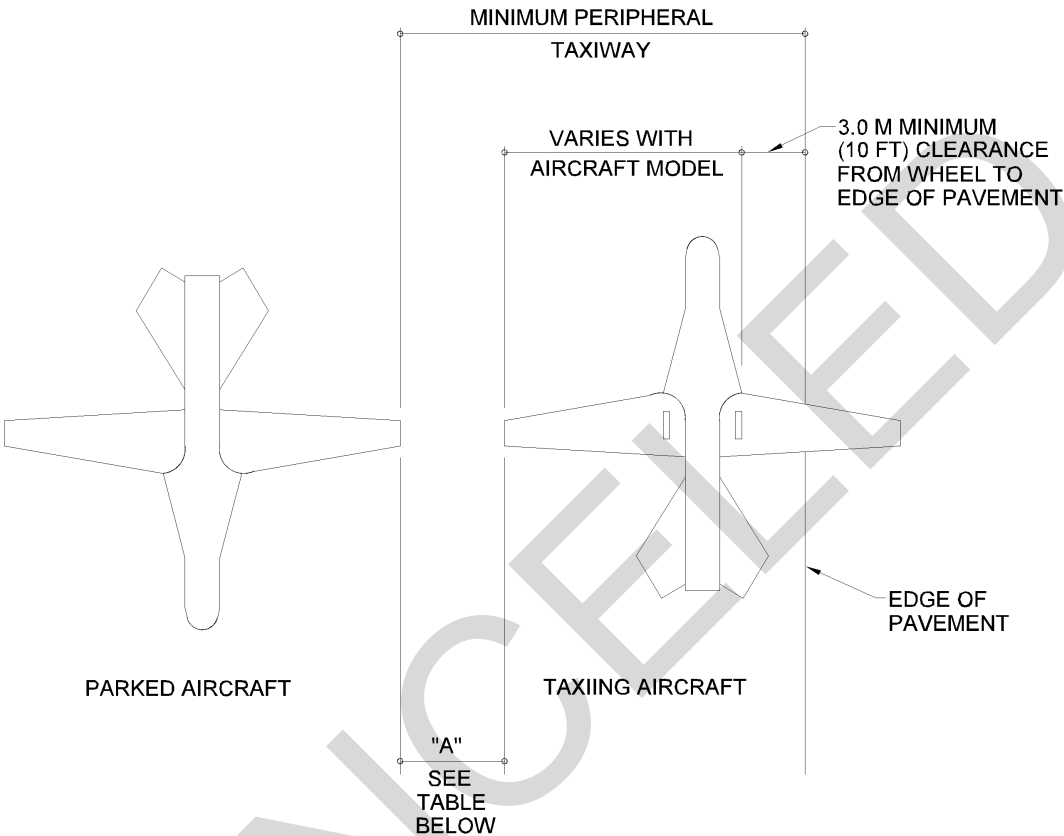 MINIMUM PERIPHERAL
TAXIWAY
VARIES WITH
AIRCRAFT MODEL
3.0 M MINIMUM
(10 FT) CLEARANCE
FROM WHEEL TO
EDGE OF PAVEMENT
EDGE OF
PAVEMENT
PARKED AIRCRAFT
TAXIING AIRCRAFT
"A"
SEE
TABLE
BELOW
NCELED